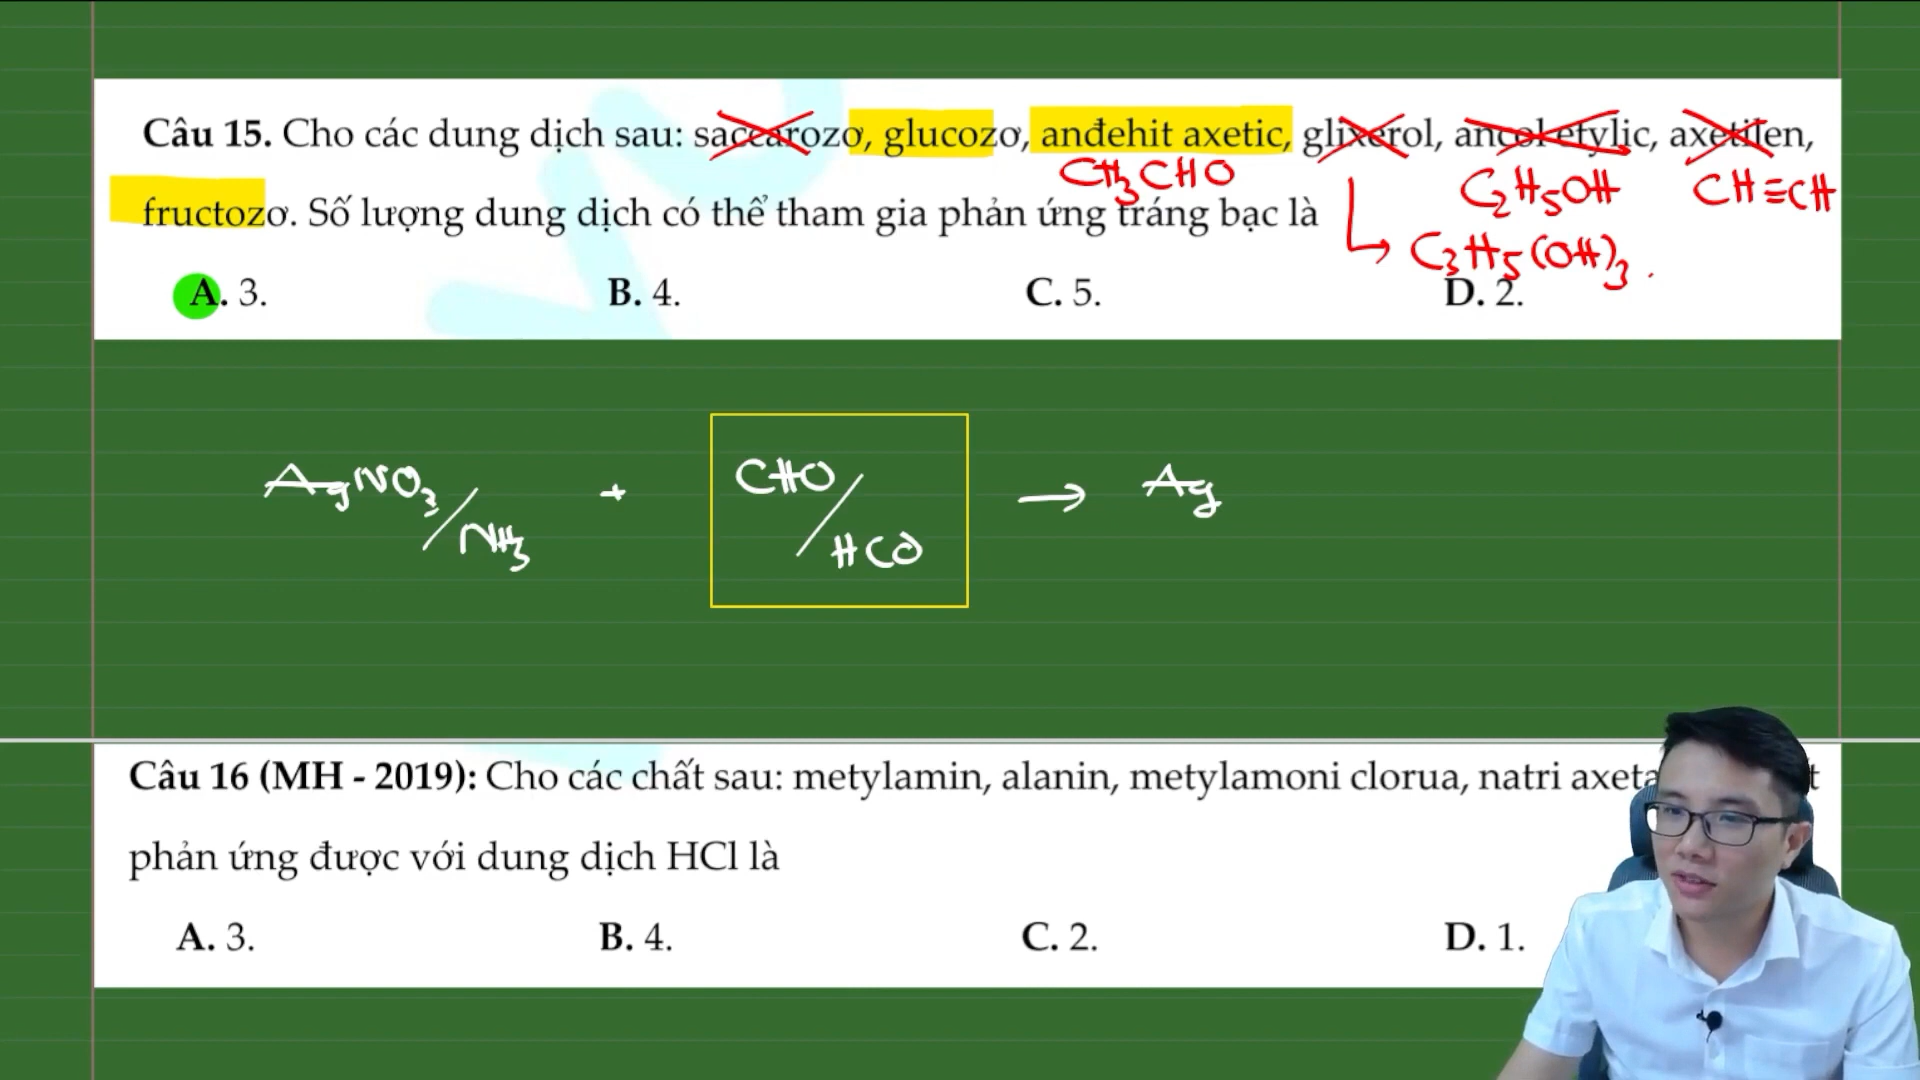 Câu 15. Cho các dung dịch sau: saccarozơ, glucozơ, anđehit axetic, glixerol, ancol etylic, axetilen,
CH3CHO
C2H5OH
CH≡CH
fructozơ. Số lượng dung dịch có thể tham gia phản ứng tráng bạc là
C3H5(OH)3.
A. 3. B. 4. C. 5. D. 2.
AgNO3/NH3 + CHO/HCO → Ag
Câu 16 (MH - 2019): Cho các chất sau: metylamin, alanin, metylamoni clorua, natri
phản ứng được với dung dịch HCl là
A. 3. B. 4. C. 2. D. 1.